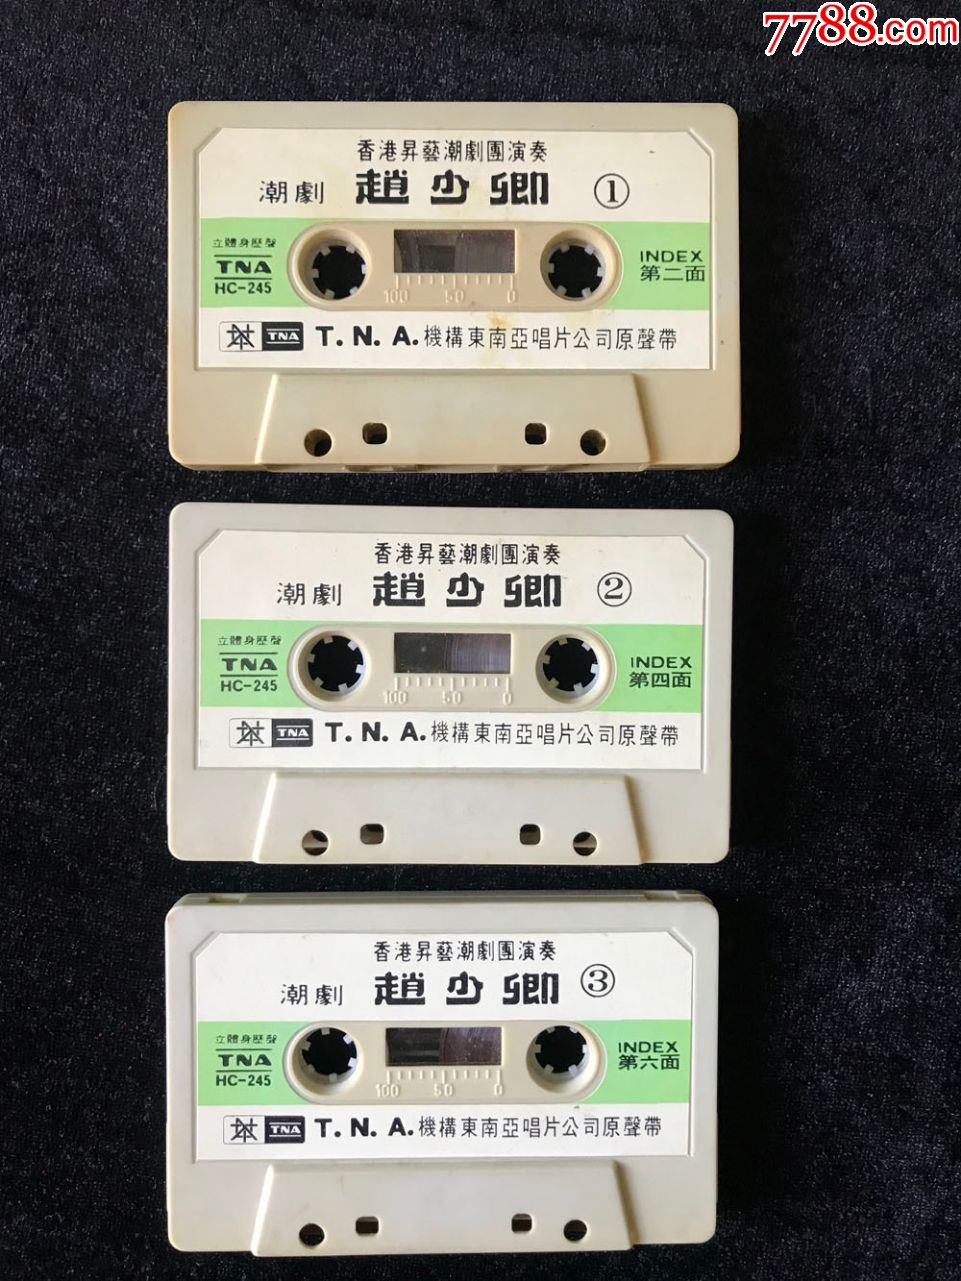 7788.com
香港昇藝潮劇團演奏
潮劇 趙少卿 ①
立體身歷聲
TNA
HC-245
100 50 0
INDEX
第二面
TNA T.N.A.機構東南亞唱片公司原聲帶
香港昇藝潮劇團演奏
潮劇 趙少卿 ②
立體身歷聲
TNA
HC-245
100 50 0
INDEX
第四面
TNA T.N.A.機構東南亞唱片公司原聲帶
香港昇藝潮劇團演奏
潮劇 趙少卿 ③
立體身歷聲
TNA
HC-245
100 50 0
INDEX
第六面
TNA T.N.A.機構東南亞唱片公司原聲帶